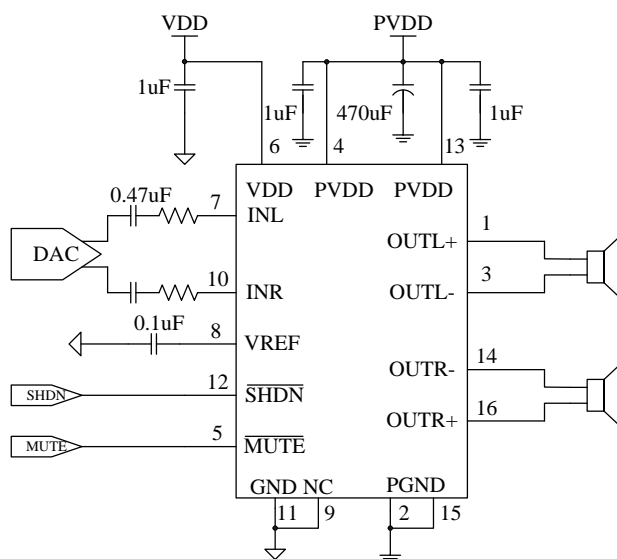 VDD PVDD
1uF 1uF 470uF 1uF
6 4 13
VDD PVDD PVDD
0.47uF 7 INL
1
OUTL+
DAC
3
OUTL-
10 INR
0.1uF 8 VREF
14
OUTR-
SHDN 12 SHDN
16
OUTR+
MUTE 5 MUTE
GND NC PGND
11 9 2 15